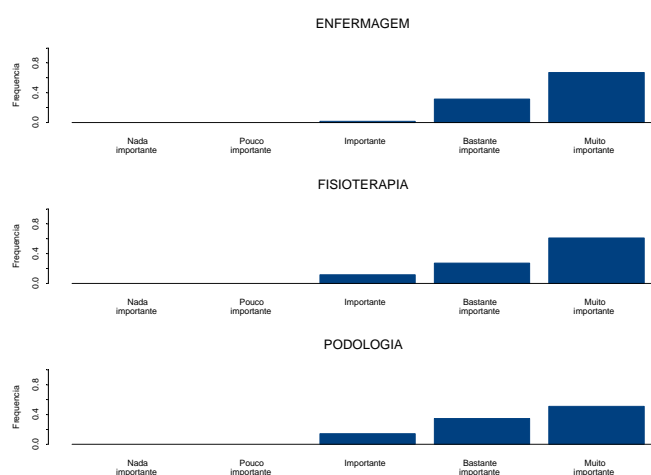 ENFERMAGEM
Frequencia
0.8
0.4
0.0
Nada importante
Pouco importante
Importante
Bastante importante
Muito importante
FISIOTERAPIA
Frequencia
0.8
0.4
0.0
Nada importante
Pouco importante
Importante
Bastante importante
Muito importante
PODOLOGIA
Frequencia
0.8
0.4
0.0
Nada importante
Pouco importante
Importante
Bastante importante
Muito importante